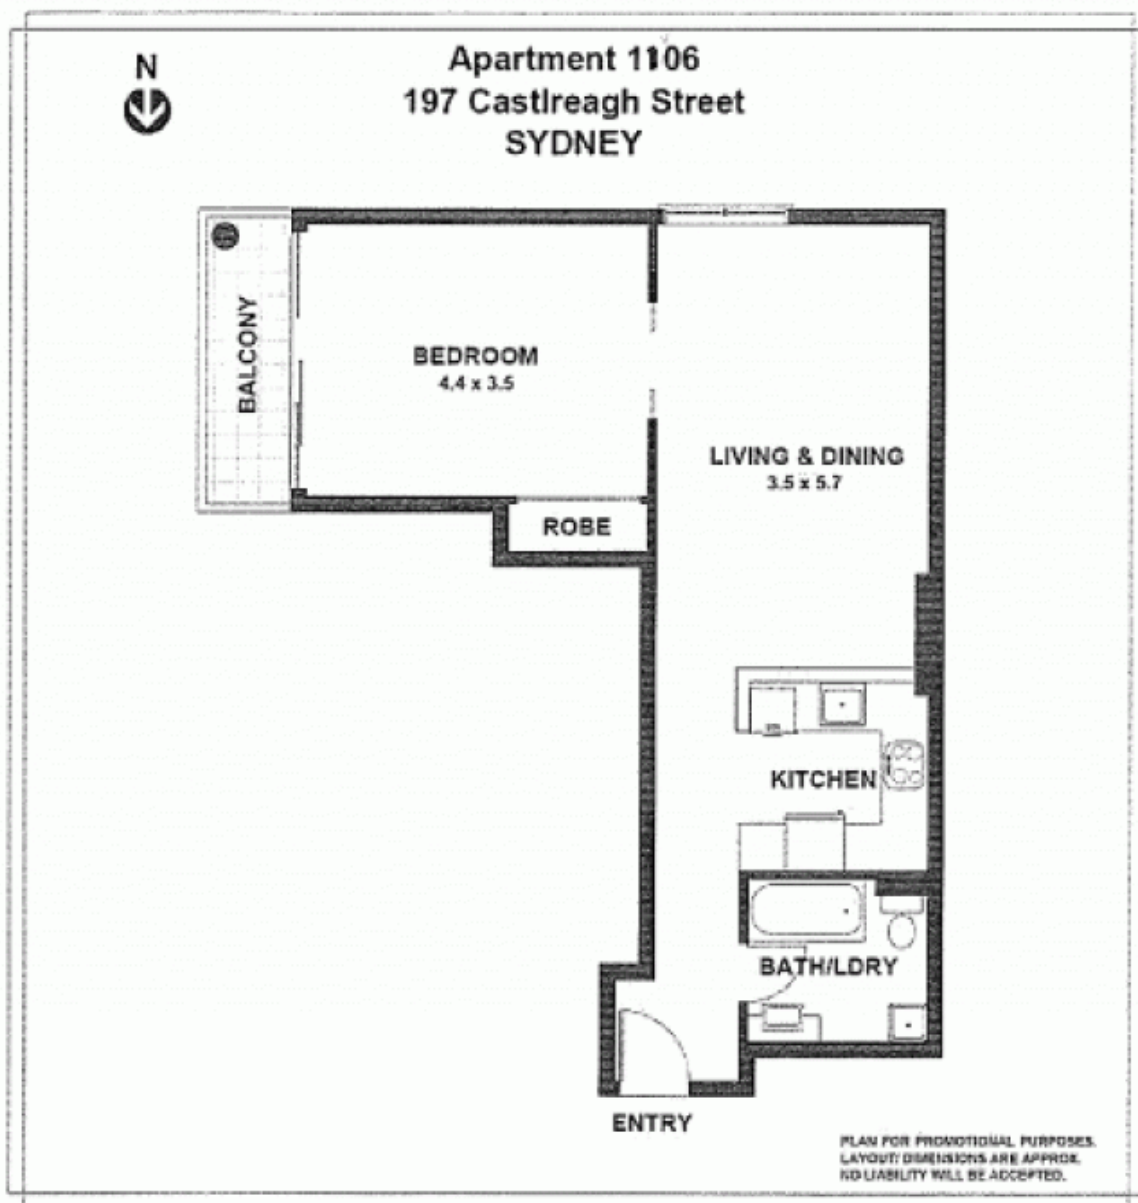 N
Apartment 1106
197 Castlreagh Street
SYDNEY
BALCONY
BEDROOM
4.4 x 3.5
LIVING & DINING
3.5 x 5.7
ROBE
KITCHEN
BATH/LDRY
ENTRY
PLAN FOR PROMOTIONAL PURPOSES.
LAYOUT/ DIMENSIONS ARE APPROX.
NO LIABILITY WILL BE ACCEPTED.